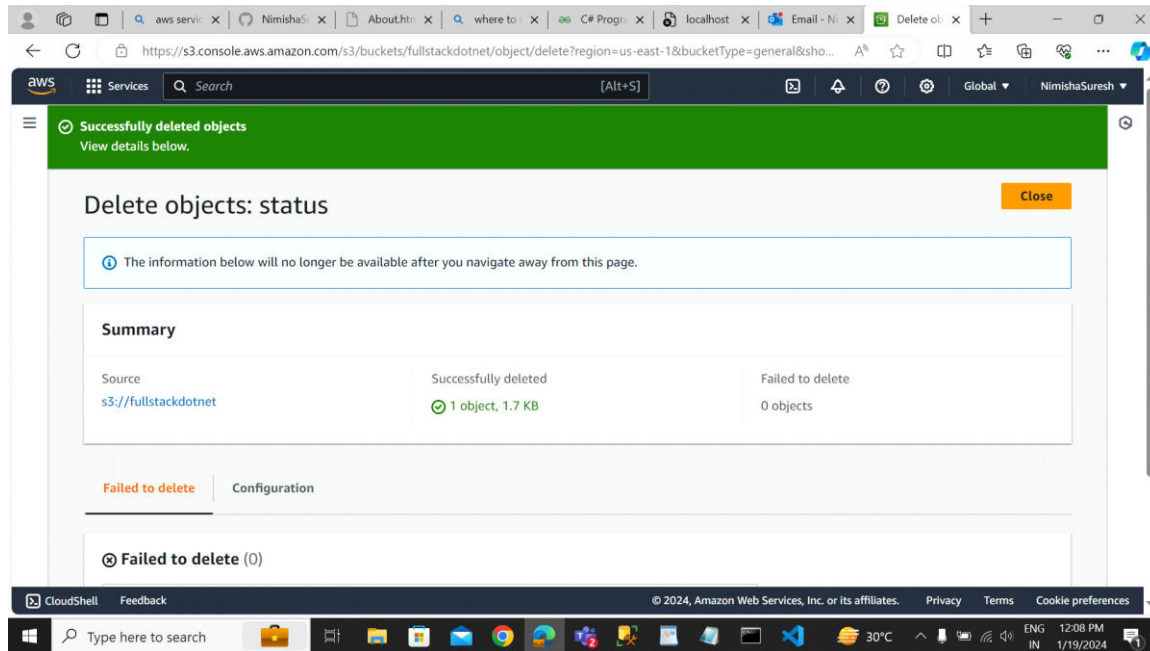 aws servic
NimishaS
About.htm
where to
C# Progra
localhost
Email - Ni
Delete ob
https://s3.console.aws.amazon.com/s3/buckets/fullstackdotnet/object/delete?region=us-east-1&bucketType=general&sho...
aws
Services
Search
[Alt+S]
Global
NimishaSuresh
Successfully deleted objects
View details below.
Delete objects: status
Close
The information below will no longer be available after you navigate away from this page.
Summary
Source
s3://fullstackdotnet
Successfully deleted
1 object, 1.7 KB
Failed to delete
0 objects
Failed to delete
Configuration
Failed to delete (0)
CloudShell
Feedback
© 2024, Amazon Web Services, Inc. or its affiliates.
Privacy
Terms
Cookie preferences
Type here to search
30°C
ENG
IN
12:08 PM
1/19/2024